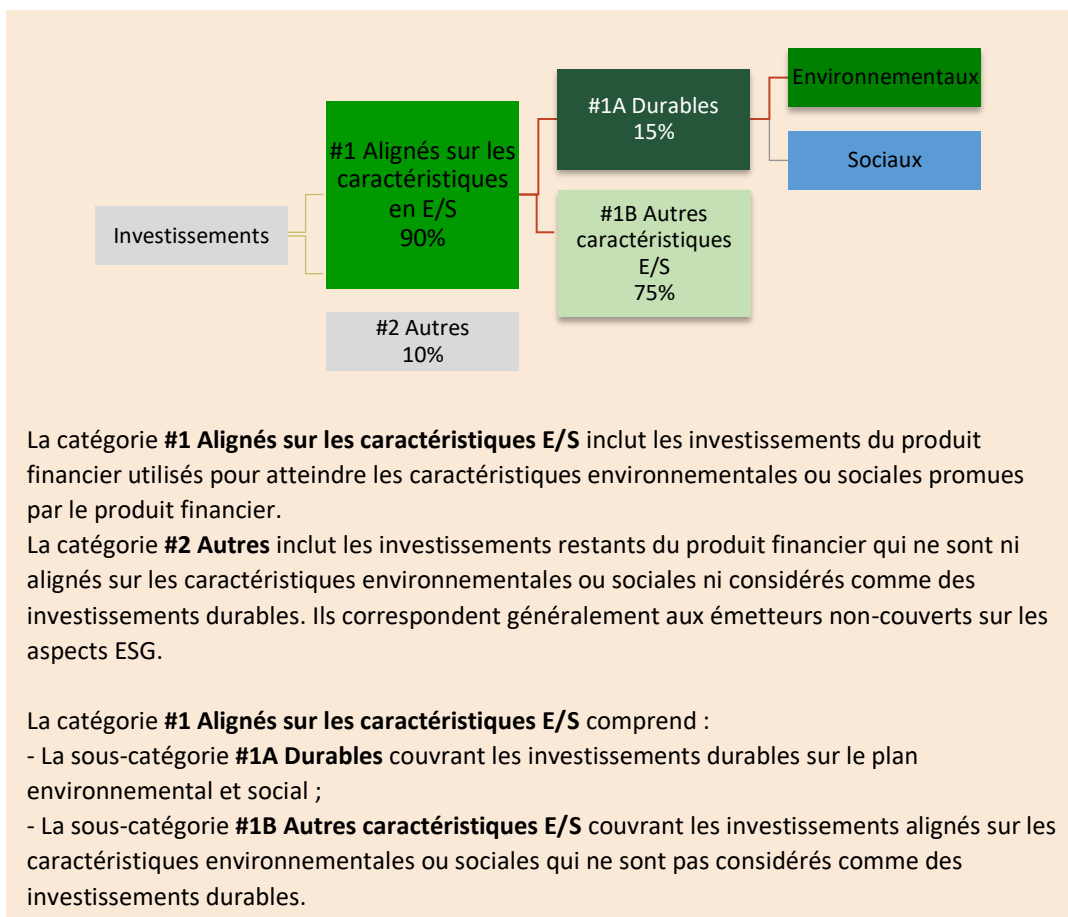 Investissements
#1 Alignés sur les
caractéristiques
en E/S
90%
#2 Autres
10%
#1A Durables
15%
#1B Autres
caractéristiques
E/S
75%
Environnementaux
Sociaux
La catégorie #1 Alignés sur les caractéristiques E/S inclut les investissements du produit
financier utilisés pour atteindre les caractéristiques environnementales ou sociales promues
par le produit financier.
La catégorie #2 Autres inclut les investissements restants du produit financier qui ne sont ni
alignés sur les caractéristiques environnementales ou sociales ni considérés comme des
investissements durables. Ils correspondent généralement aux émetteurs non-couverts sur les
aspects ESG.
La catégorie #1 Alignés sur les caractéristiques E/S comprend :
- La sous-catégorie #1A Durables couvrant les investissements durables sur le plan
environnemental et social ;
- La sous-catégorie #1B Autres caractéristiques E/S couvrant les investissements alignés sur les
caractéristiques environnementales ou sociales qui ne sont pas considérés comme des
investissements durables.